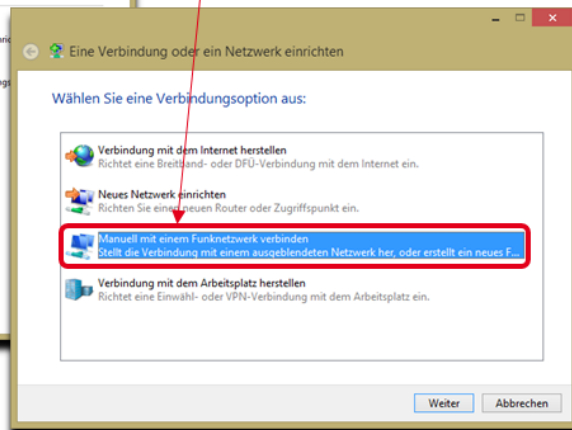 Eine Verbindung oder ein Netzwerk einrichten
Wählen Sie eine Verbindungsoption aus:
Verbindung mit dem Internet herstellen
Richtet eine Breitband- oder DFÜ-Verbindung mit dem Internet ein.
Neues Netzwerk einrichten
Richten Sie einen neuen Router oder Zugriffspunkt ein.
Manuell mit einem Funknetzwerk verbinden
Stellt die Verbindung mit einem ausgeblendeten Netzwerk her, oder erstellt ein neues F...
Verbindung mit dem Arbeitsplatz herstellen
Richtet eine Einwähl- oder VPN-Verbindung mit dem Arbeitsplatz ein.
Weiter Abbrechen